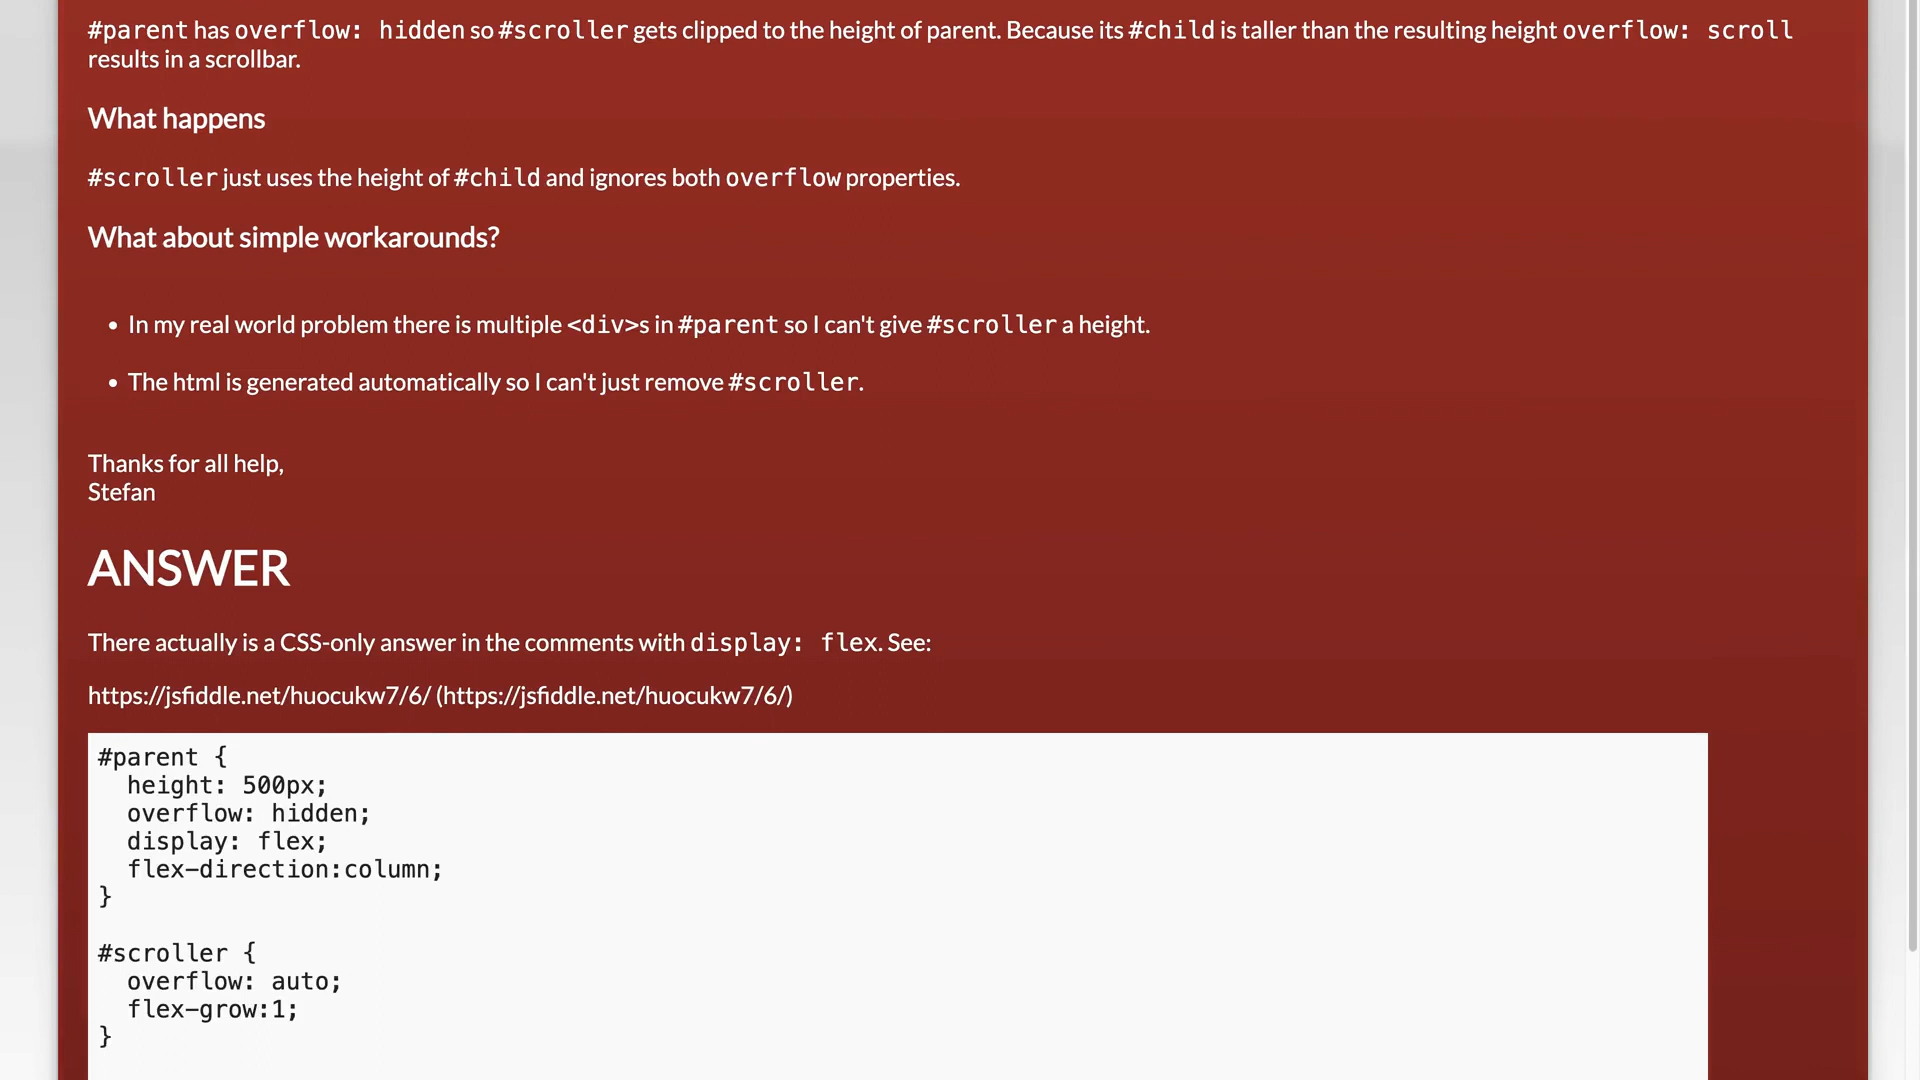 #parent has overflow: hidden so #scroller gets clipped to the height of parent. Because its #child is taller than the resulting height overflow: scroll
results in a scrollbar.
What happens
#scroller just uses the height of #child and ignores both overflow properties.
What about simple workarounds?
• In my real world problem there is multiple <div>s in #parent so I can't give #scroller a height.
• The html is generated automatically so I can't just remove #scroller.
Thanks for all help,
Stefan
ANSWER
There actually is a CSS-only answer in the comments with display: flex. See:
https://jsfiddle.net/huocukw7/6/ (https://jsfiddle.net/huocukw7/6/)
#parent {
  height: 500px;
  overflow: hidden;
  display: flex;
  flex-direction:column;
}
#scroller {
  overflow: auto;
  flex-grow:1;
}